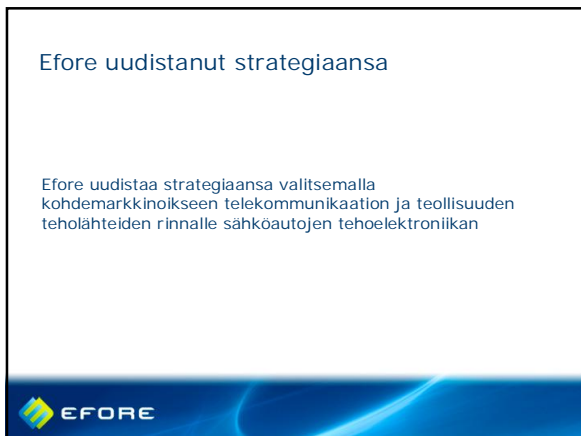 Efore uudistanut strategiaansa
Efore uudistaa strategiaansa valitsemalla
kohdemarkkinoikseen telekommunikaation ja teollisuuden
teholähteiden rinnalle sähköautojen tehoelektroniikan
EFORE